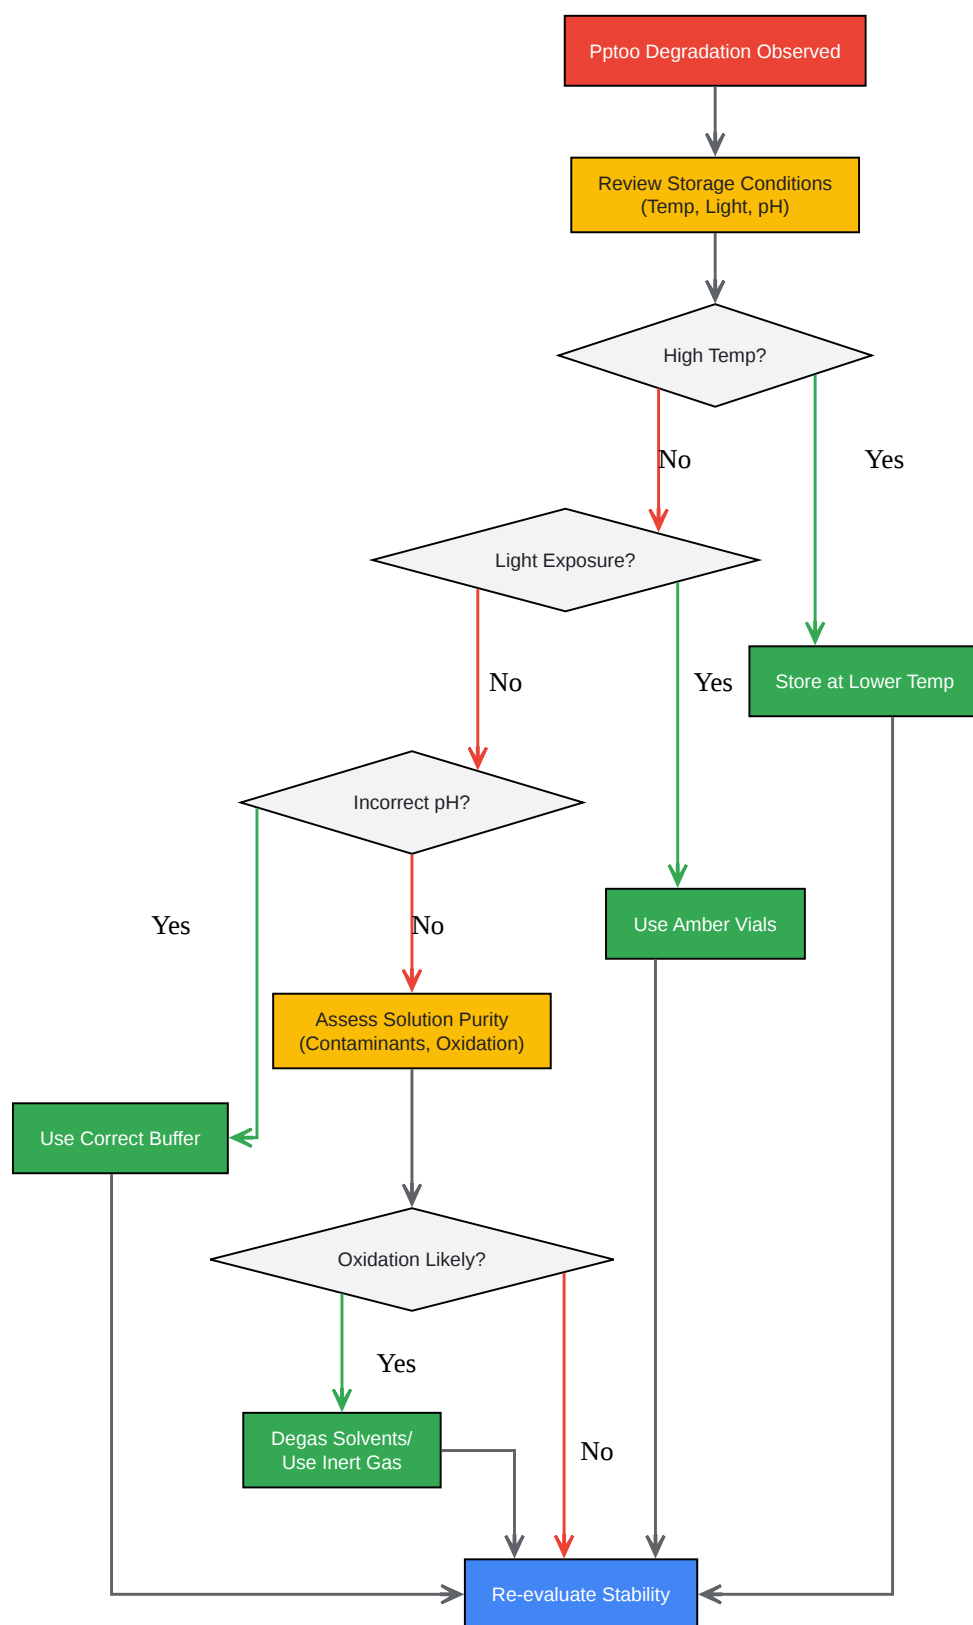 Pptoo Degradation Observed
Review Storage Conditions
(Temp, Light, pH)
High Temp?
No
Yes
Light Exposure?
No
Yes
Store at Lower Temp
Incorrect pH?
Yes
No
Use Amber Vials
Assess Solution Purity
(Contaminants, Oxidation)
Use Correct Buffer
Oxidation Likely?
Yes
Degas Solvents/
Use Inert Gas
No
Re-evaluate Stability